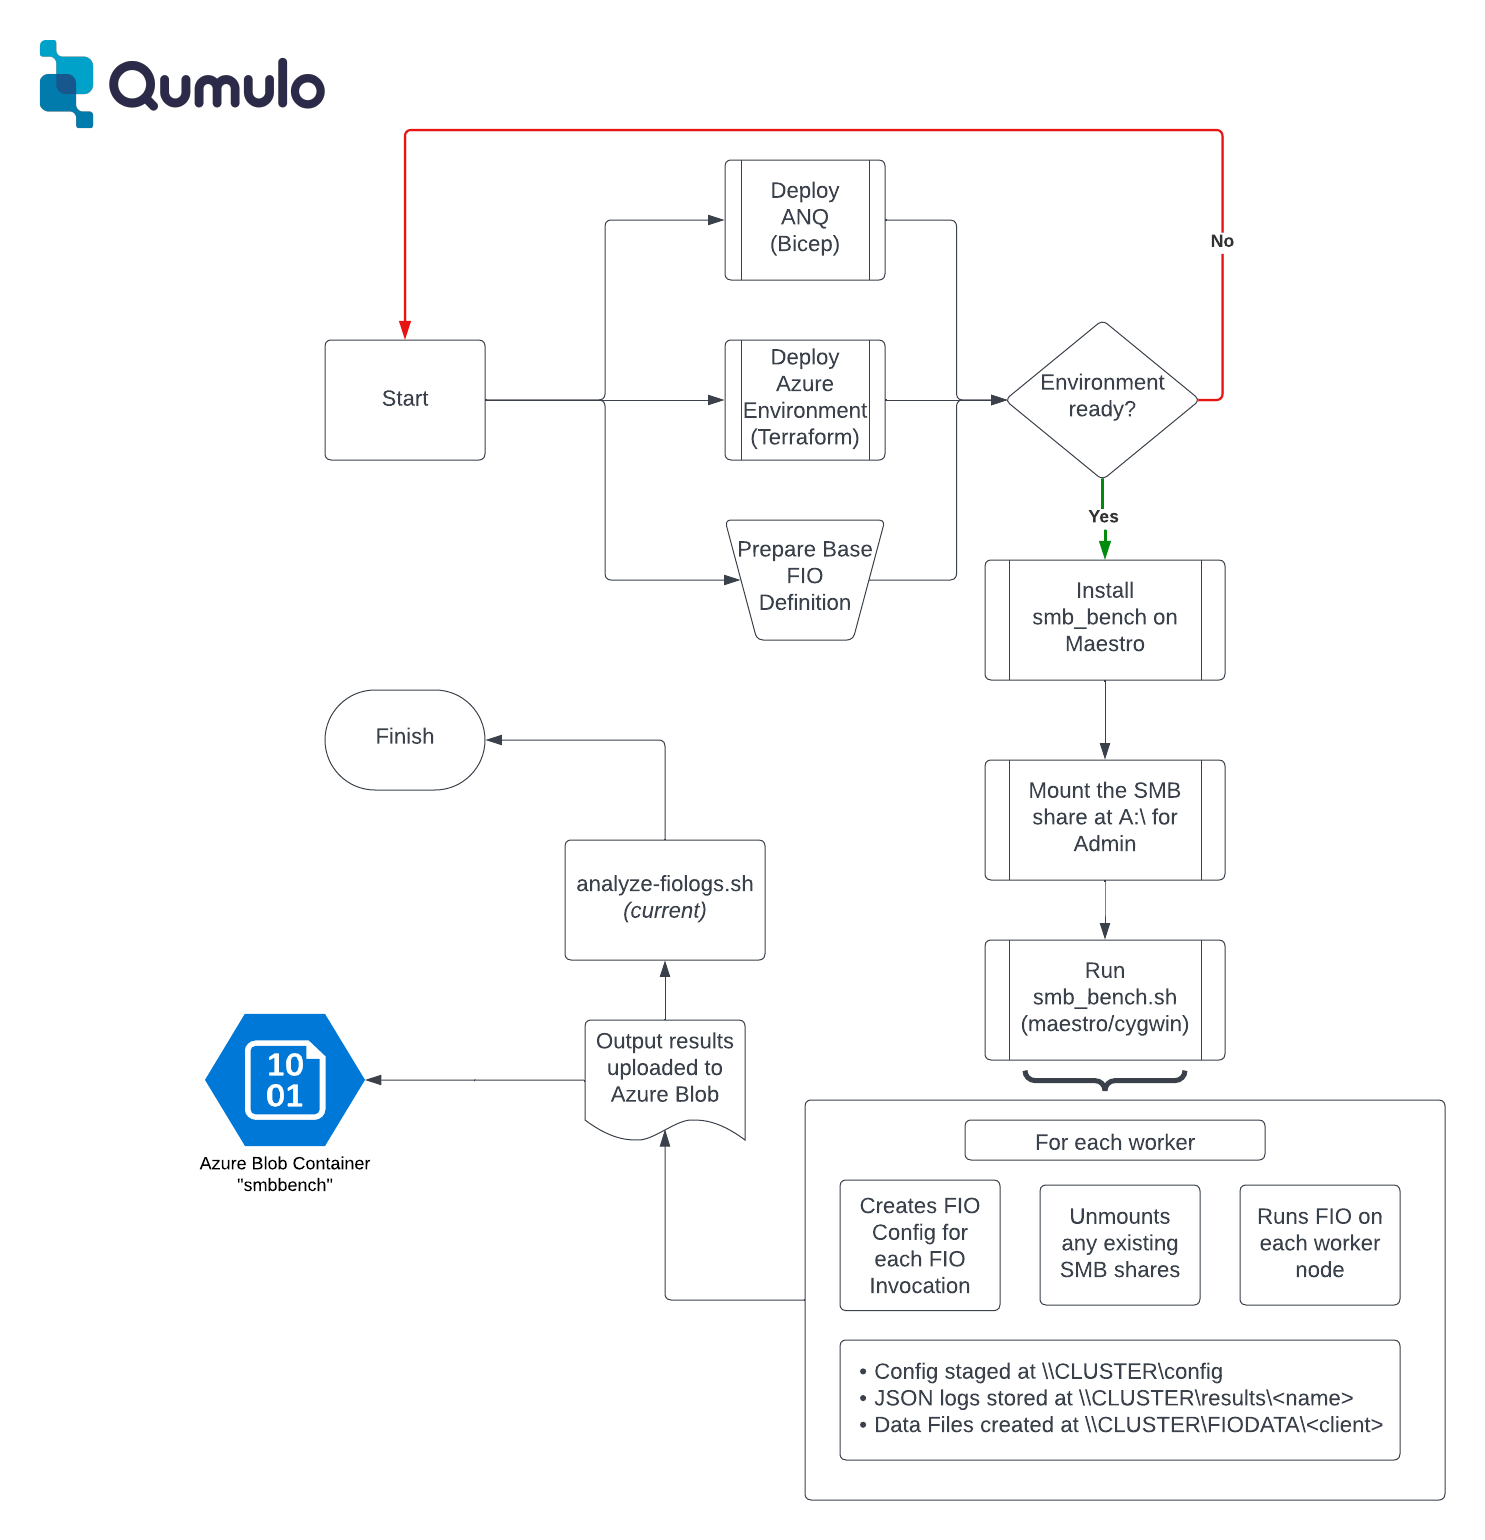 Qumulo
Deploy
ANQ
(Bicep)
No
Start
Deploy
Azure
Environment
(Terraform)
Environment
ready?
Yes
Prepare Base
FIO
Definition
Install
smb_bench on
Maestro
Mount the SMB
share at A:\ for
Admin
Run
smb_bench.sh
(maestro/cygwin)
For each worker
Creates FIO
Config for
each FIO
Invocation
Unmounts
any existing
SMB shares
Runs FIO on
each worker
node
• Config staged at \\CLUSTER\config
• JSON logs stored at \\CLUSTER\results\<name>
• Data Files created at \\CLUSTER\FIODATA\<client>
Output results
uploaded to
Azure Blob
10
01
Azure Blob Container
"smbbench"
analyze-fiologs.sh
(current)
Finish